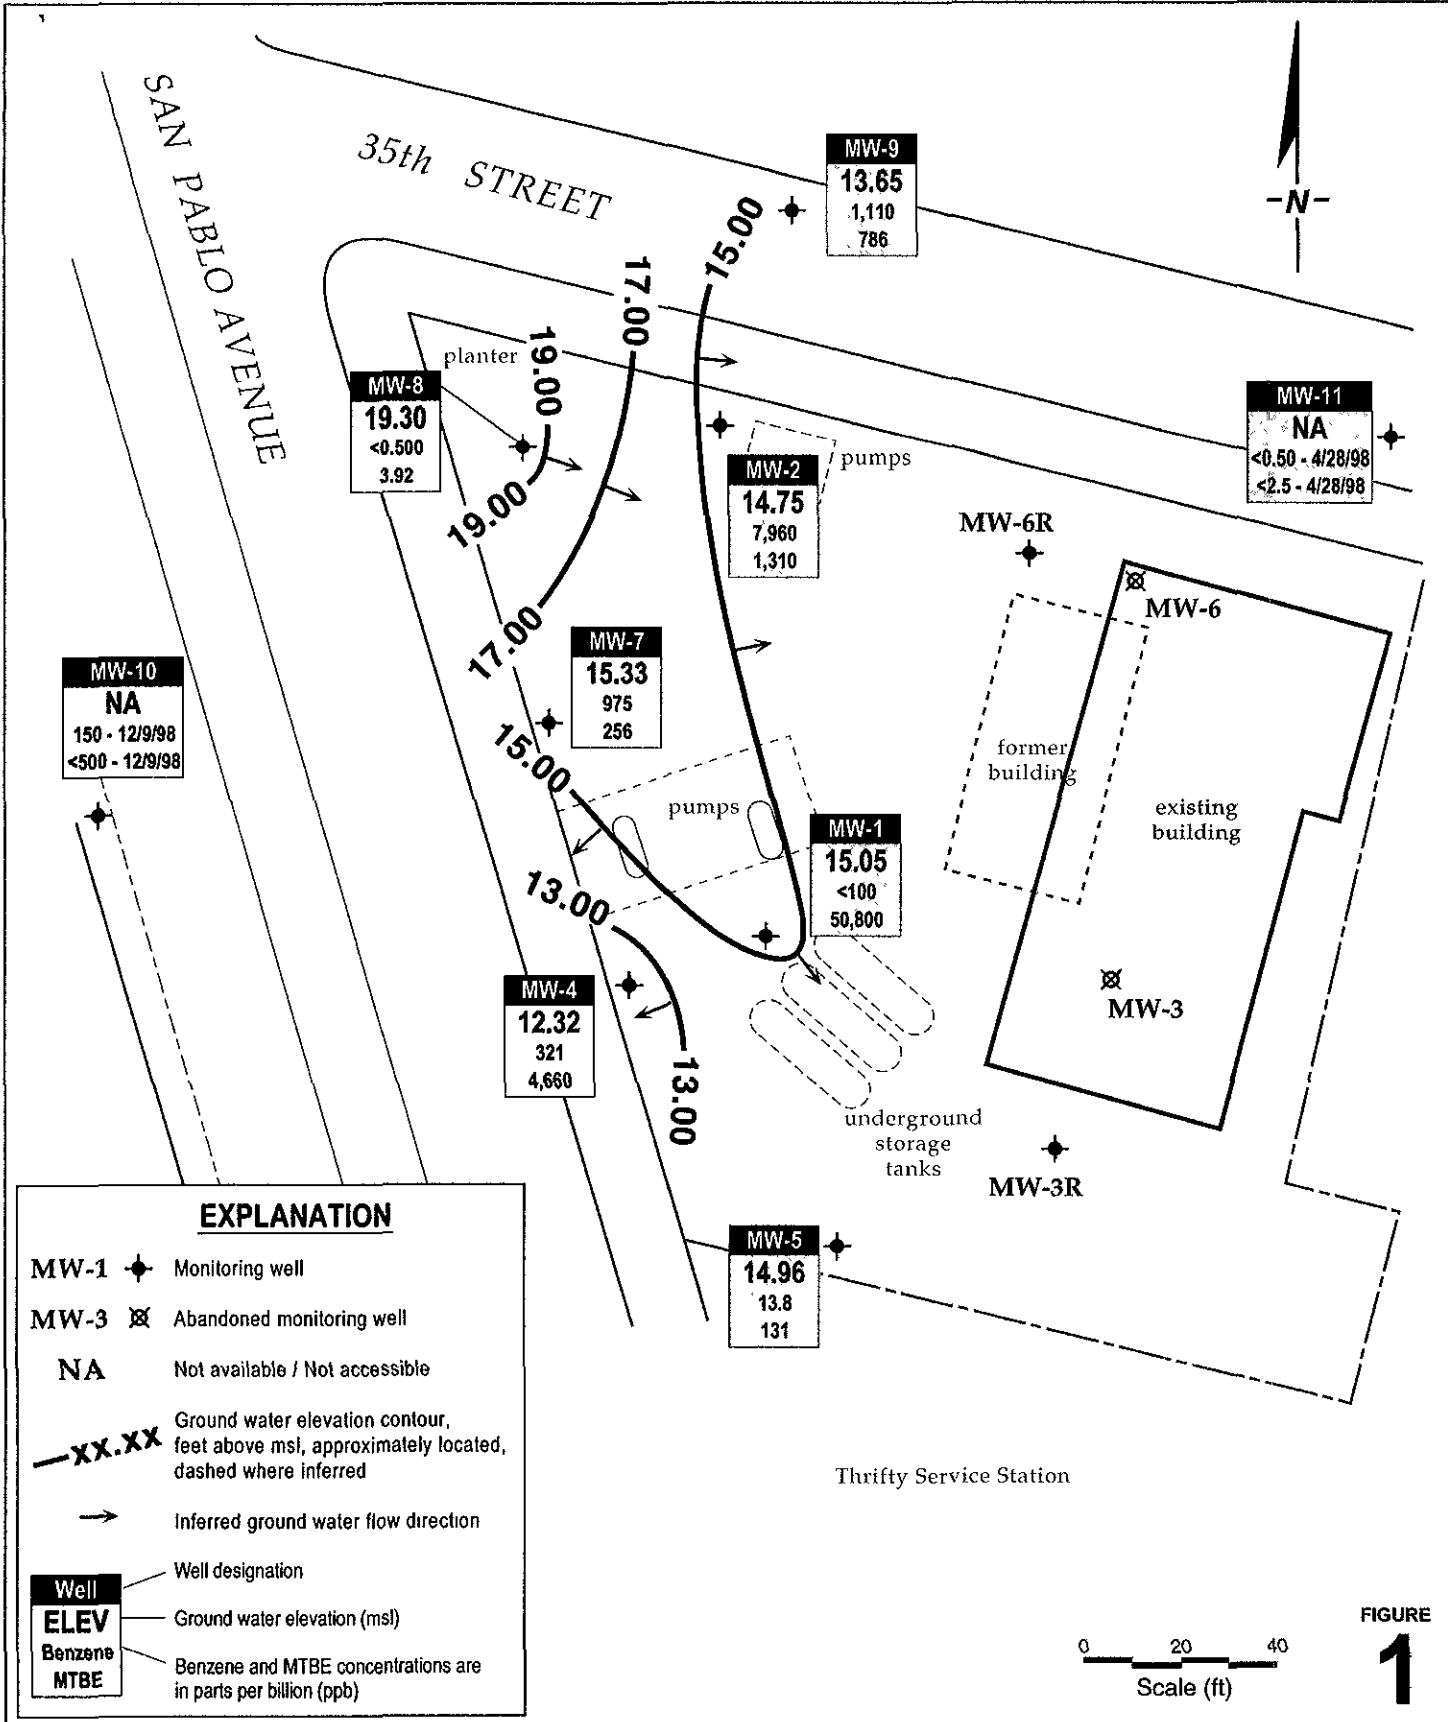 SAN PABLO AVENUE
35th STREET
-N-
MW-9
13.65
1,110
786
15.00
17.00
19.00
planter
MW-8
19.30
<0.500
3.92
19.00
MW-11
NA
<0.50 - 4/28/98
<2.5 - 4/28/98
pumps
MW-2
14.75
7,960
1,310
MW-6R
MW-6
17.00
MW-7
15.33
975
256
MW-10
NA
150 - 12/9/98
<500 - 12/9/98
15.00
former
building
existing
building
pumps
MW-1
15.05
<100
50,800
13.00
MW-4
12.32
321
4,660
13.00
MW-3
underground
storage
tanks
MW-3R
MW-5
14.96
13.8
131
EXPLANATION
MW-1 Monitoring well
MW-3 Abandoned monitoring well
NA Not available / Not accessible
XX.XX Ground water elevation contour,
feet above msl, approximately located,
dashed where inferred
Inferred ground water flow direction
Well
ELEV
Benzene
MTBE
Well designation
Ground water elevation (msl)
Benzene and MTBE concentrations are
in parts per billion (ppb)
Thrifty Service Station
0 20 40
Scale (ft)
FIGURE
1